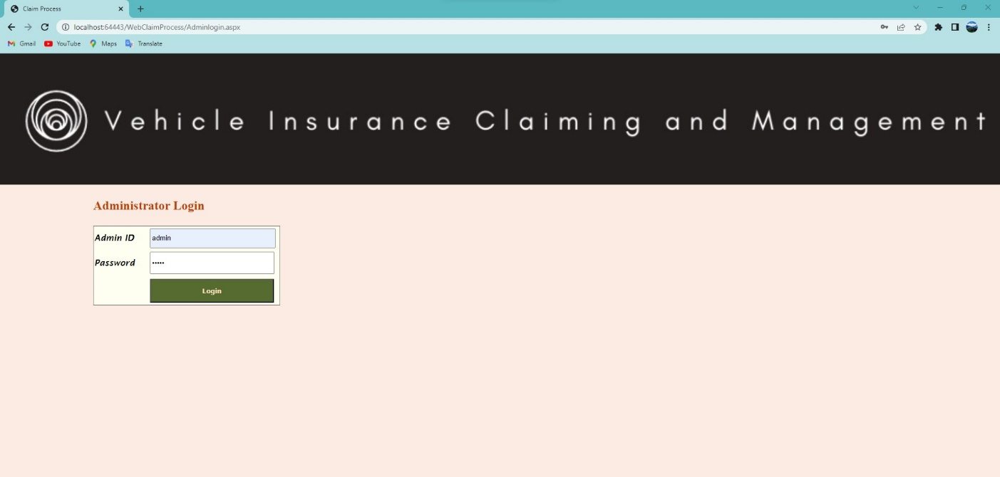 Claim Process
localhost:64443/WebClaimProcess/Adminlogin.aspx
Gmail YouTube Maps Translate
Vehicle Insurance Claiming and Management
Administrator Login
Admin ID admin
Password •••••
Login